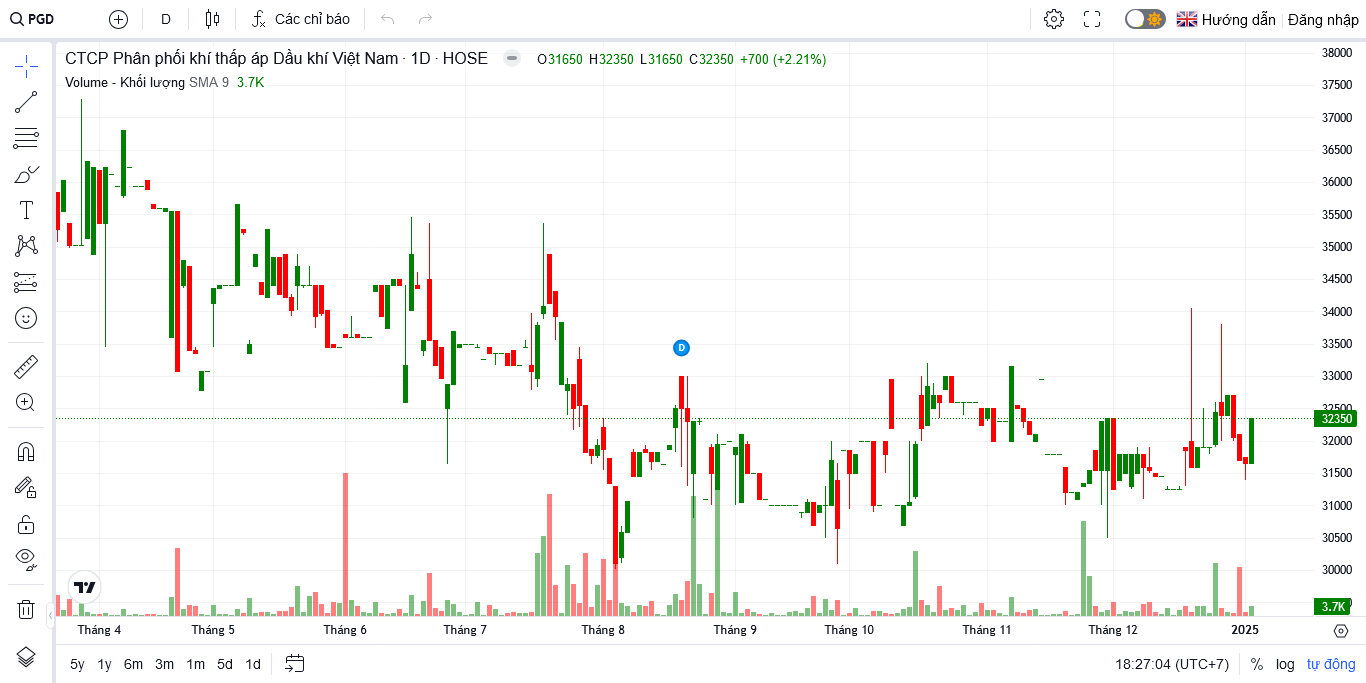 PGD D Các chỉ báo Hướng dẫn Đăng nhập
CTCP Phân phối khí thấp áp Dầu khí Việt Nam · 1D · HOSE O31650 H32350 L31650 C32350 +700 (+2.21%)
Volume - Khối lượng SMA 9 3.7K
38000
37500
37000
36500
36000
35500
35000
34500
34000
33500
33000
32500
32350
32000
31500
31000
30500
30000
3.7K
D
Tháng 4 Tháng 5 Tháng 6 Tháng 7 Tháng 8 Tháng 9 Tháng 10 Tháng 11 Tháng 12 2025
5y 1y 6m 3m 1m 5d 1d 18:27:04 (UTC+7) % log tự động